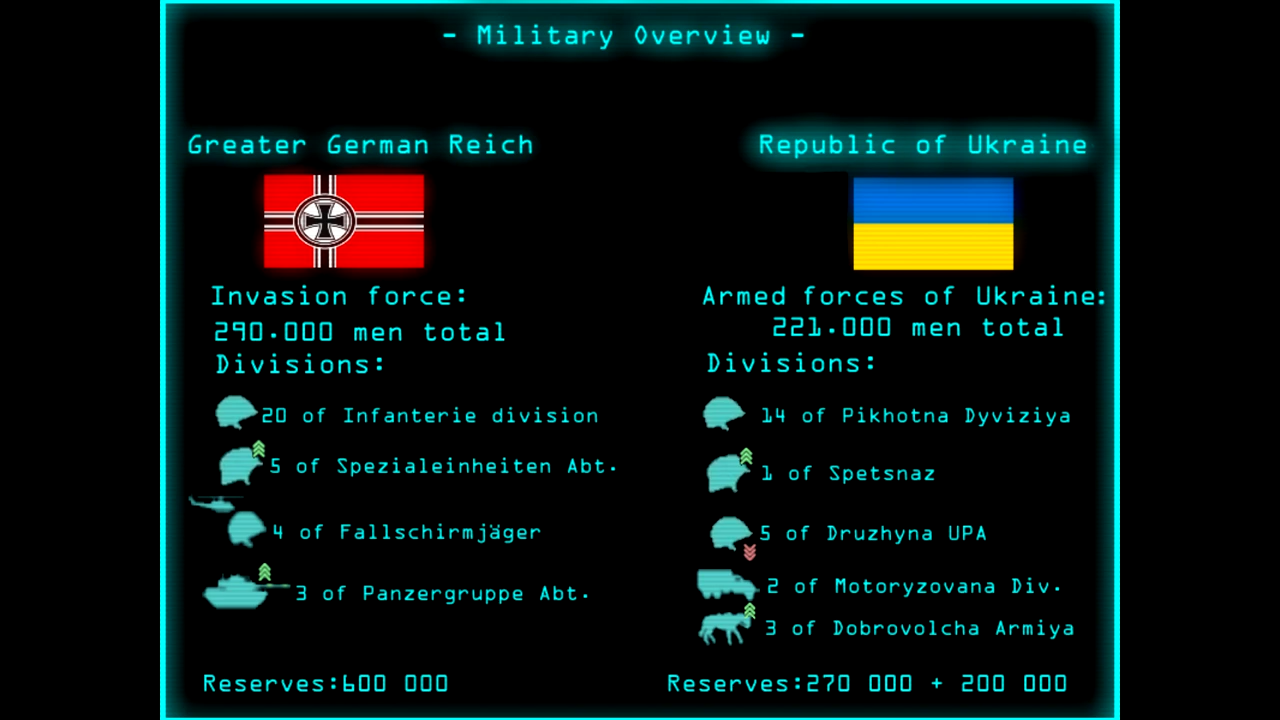 - Military Overview -
Greater German Reich
Invasion force:
290.000 men total
Divisions:
20 of Infanterie division
5 of Spezialeinheiten Abt.
4 of Fallschirmjäger
3 of Panzergruppe Abt.
Reserves:600 000
Republic of Ukraine
Armed forces of Ukraine:
221.000 men total
Divisions:
14 of Pikhotna Dyviziya
1 of Spetsnaz
5 of Druzhyna UPA
2 of Motoryzovana Div.
3 of Dobrovolcha Armiya
Reserves:270 000 + 200 000